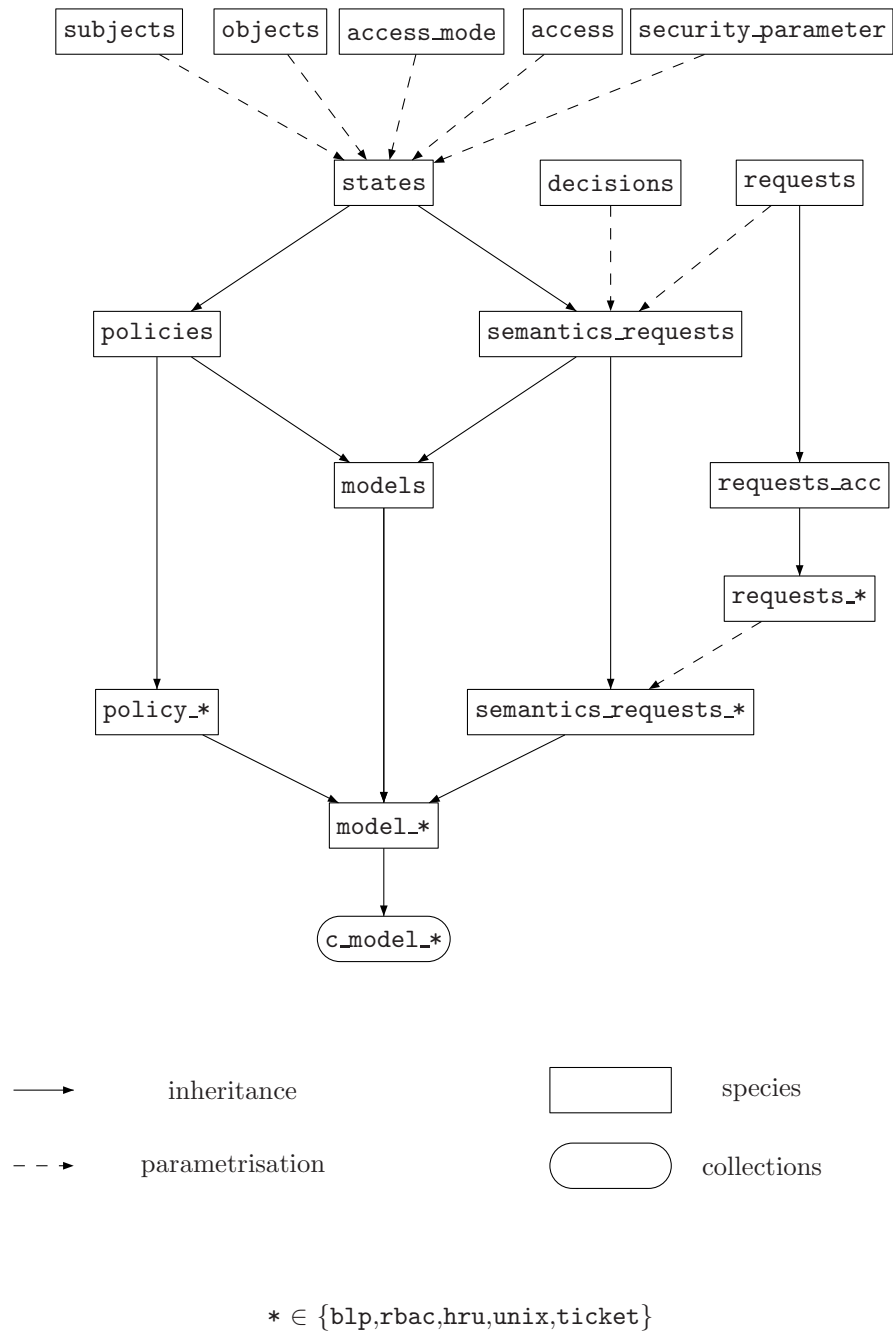 subjects objects access_mode access security_parameter
states decisions requests
policies semantics_requests
models requests_acc
requests_*
policy_* semantics_requests_*
model_*
c_model_*
inheritance species
parametrisation collections
* ∈ {blp,rbac,hru,unix,ticket}